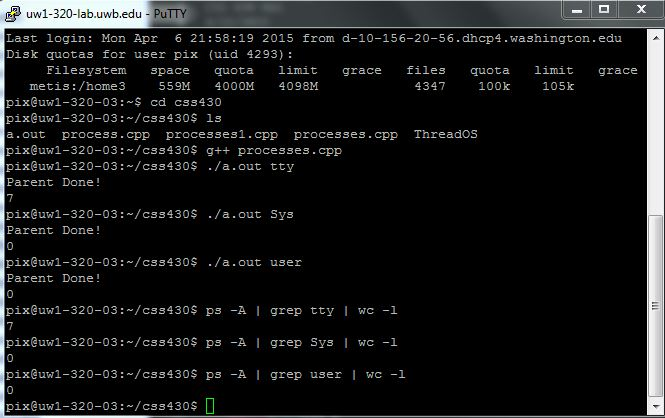 uw1-320-lab.uwb.edu - PuTTY
Last login: Mon Apr  6 21:58:19 2015 from d-10-156-20-56.dhcp4.washington.edu
Disk quotas for user pix (uid 4293):
     Filesystem   space   quota   limit   grace   files   quota   limit   grace
   metis:/home3    559M   4000M   4098M            4347    100k    105k
pix@uw1-320-03:~$ cd css430
pix@uw1-320-03:~/css430$ ls
a.out  process.cpp  processes1.cpp  processes.cpp  ThreadOS
pix@uw1-320-03:~/css430$ g++ processes.cpp
pix@uw1-320-03:~/css430$ ./a.out tty
Parent Done!
7
pix@uw1-320-03:~/css430$ ./a.out Sys
Parent Done!
0
pix@uw1-320-03:~/css430$ ./a.out user
Parent Done!
0
pix@uw1-320-03:~/css430$ ps -A | grep tty | wc -l
7
pix@uw1-320-03:~/css430$ ps -A | grep Sys | wc -l
0
pix@uw1-320-03:~/css430$ ps -A | grep user | wc -l
0
pix@uw1-320-03:~/css430$